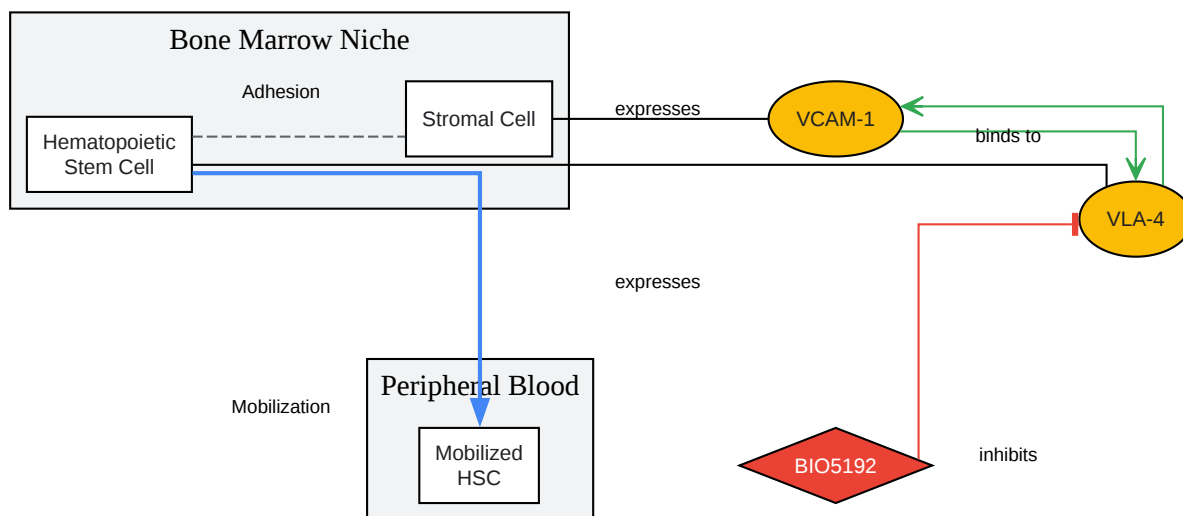 Bone Marrow Niche
Adhesion
Stromal Cell
expresses
VCAM-1
Hematopoietic
Stem Cell
binds to
VLA-4
expresses
Peripheral Blood
Mobilization
Mobilized
HSC
BIO5192
inhibits